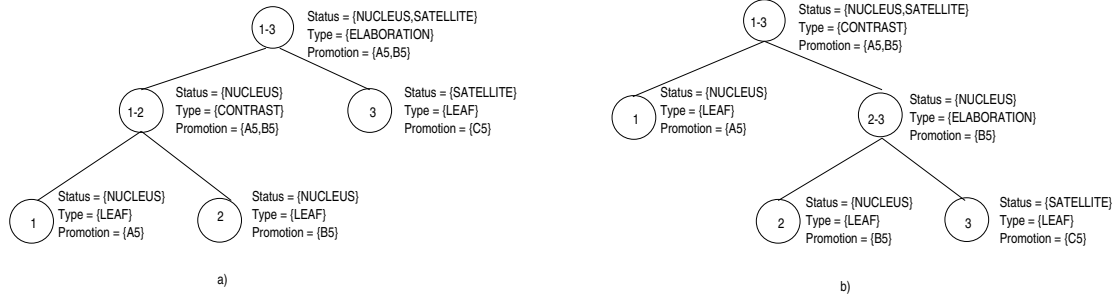 1-3
Status = {NUCLEUS,SATELLITE}
Type = {ELABORATION}
Promotion = {A5,B5}
1-2
Status = {NUCLEUS}
Type = {CONTRAST}
Promotion = {A5,B5}
3
Status = {SATELLITE}
Type = {LEAF}
Promotion = {C5}
1
Status = {NUCLEUS}
Type = {LEAF}
Promotion = {A5}
2
Status = {NUCLEUS}
Type = {LEAF}
Promotion = {B5}
a)
1-3
Status = {NUCLEUS,SATELLITE}
Type = {CONTRAST}
Promotion = {A5,B5}
1
Status = {NUCLEUS}
Type = {LEAF}
Promotion = {A5}
2-3
Status = {NUCLEUS}
Type = {ELABORATION}
Promotion = {B5}
2
Status = {NUCLEUS}
Type = {LEAF}
Promotion = {B5}
3
Status = {SATELLITE}
Type = {LEAF}
Promotion = {C5}
b)